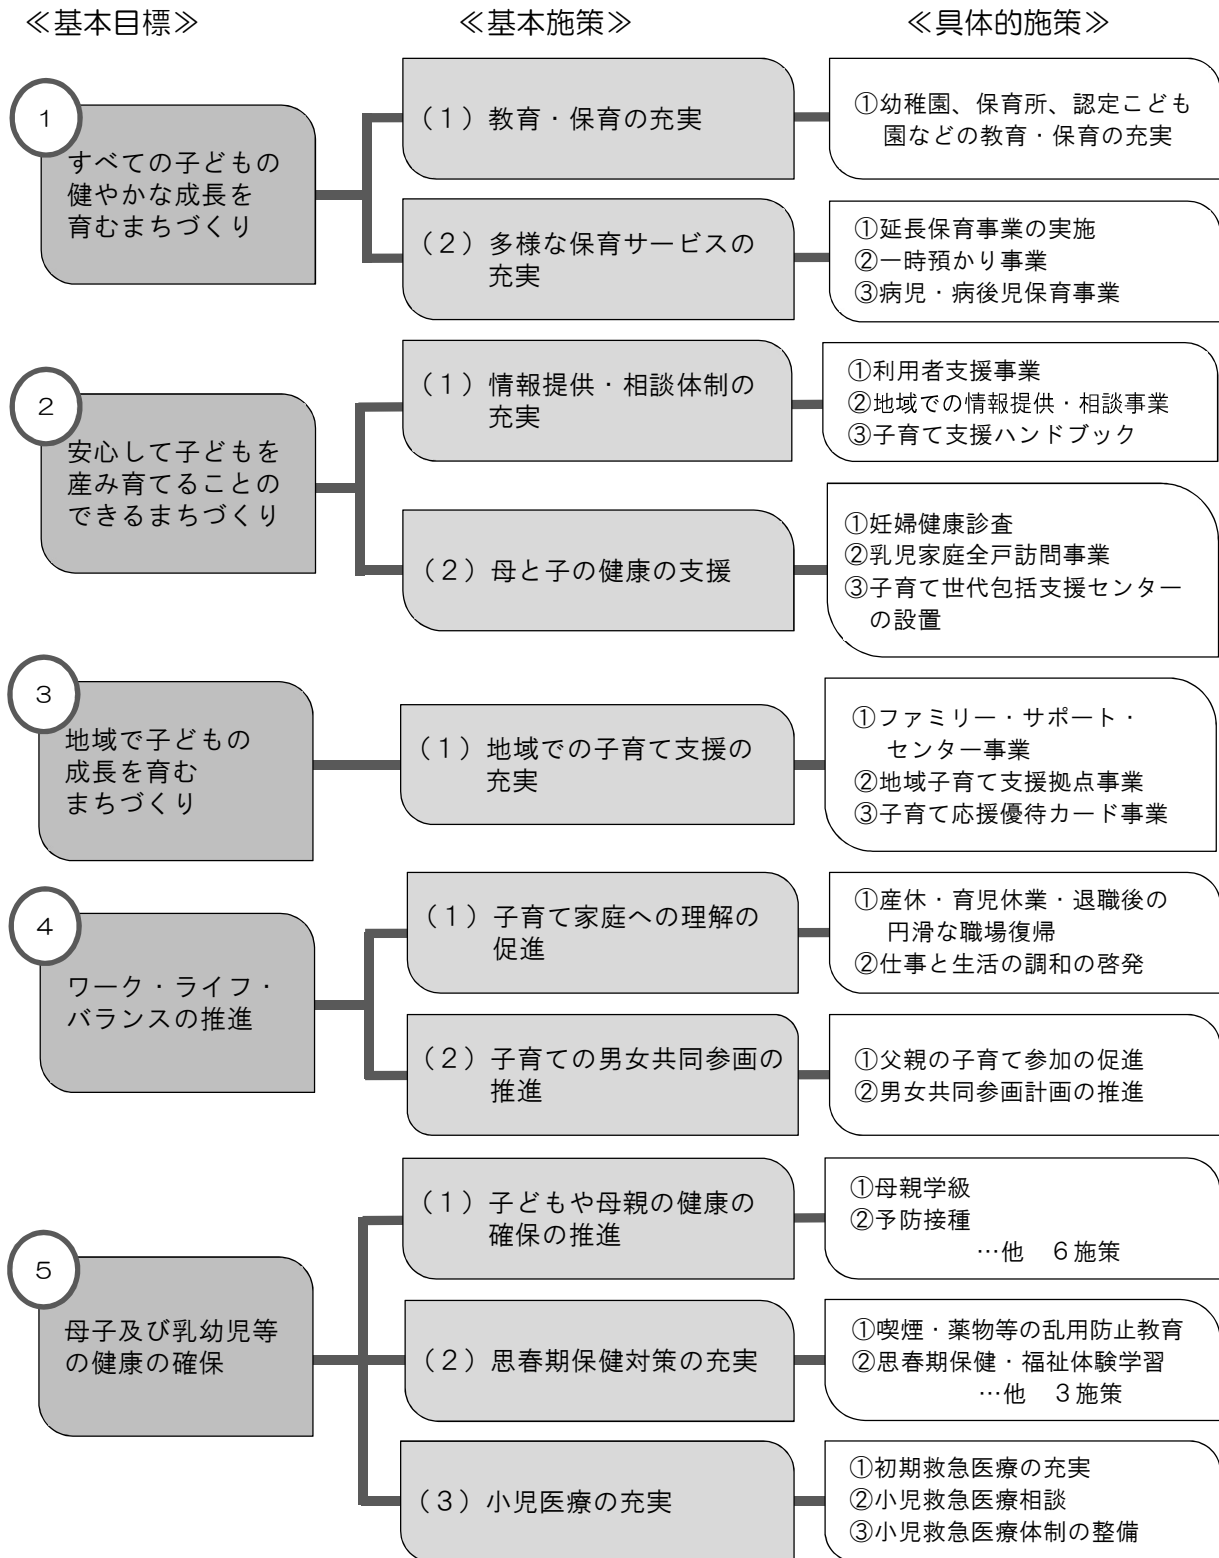 ≪基本目標≫
≪基本施策≫
≪具体的施策≫
1
すべての子どもの
健やかな成長を
育むまちづくり
(1)教育・保育の充実
①幼稚園、保育所、認定こども
園などの教育・保育の充実
(2)多様な保育サービスの
充実
①延長保育事業の実施
②一時預かり事業
③病児・病後児保育事業
2
安心して子どもを
産み育てることの
できるまちづくり
(1)情報提供・相談体制の
充実
①利用者支援事業
②地域での情報提供・相談事業
③子育て支援ハンドブック
(2)母と子の健康の支援
①妊婦健康診査
②乳児家庭全戸訪問事業
③子育て世代包括支援センター
の設置
3
地域で子どもの
成長を育む
まちづくり
(1)地域での子育て支援の
充実
①ファミリー・サポート・
センター事業
②地域子育て支援拠点事業
③子育て応援優待カード事業
4
ワーク・ライフ・
バランスの推進
(1)子育て家庭への理解の
促進
①産休・育児休業・退職後の
円滑な職場復帰
②仕事と生活の調和の啓発
(2)子育ての男女共同参画の
推進
①父親の子育て参加の促進
②男女共同参画計画の推進
5
母子及び乳幼児等
の健康の確保
(1)子どもや母親の健康の
確保の推進
①母親学級
②予防接種
…他 6施策
(2)思春期保健対策の充実
①喫煙・薬物等の乱用防止教育
②思春期保健・福祉体験学習
…他 3施策
(3)小児医療の充実
①初期救急医療の充実
②小児救急医療相談
③小児救急医療体制の整備